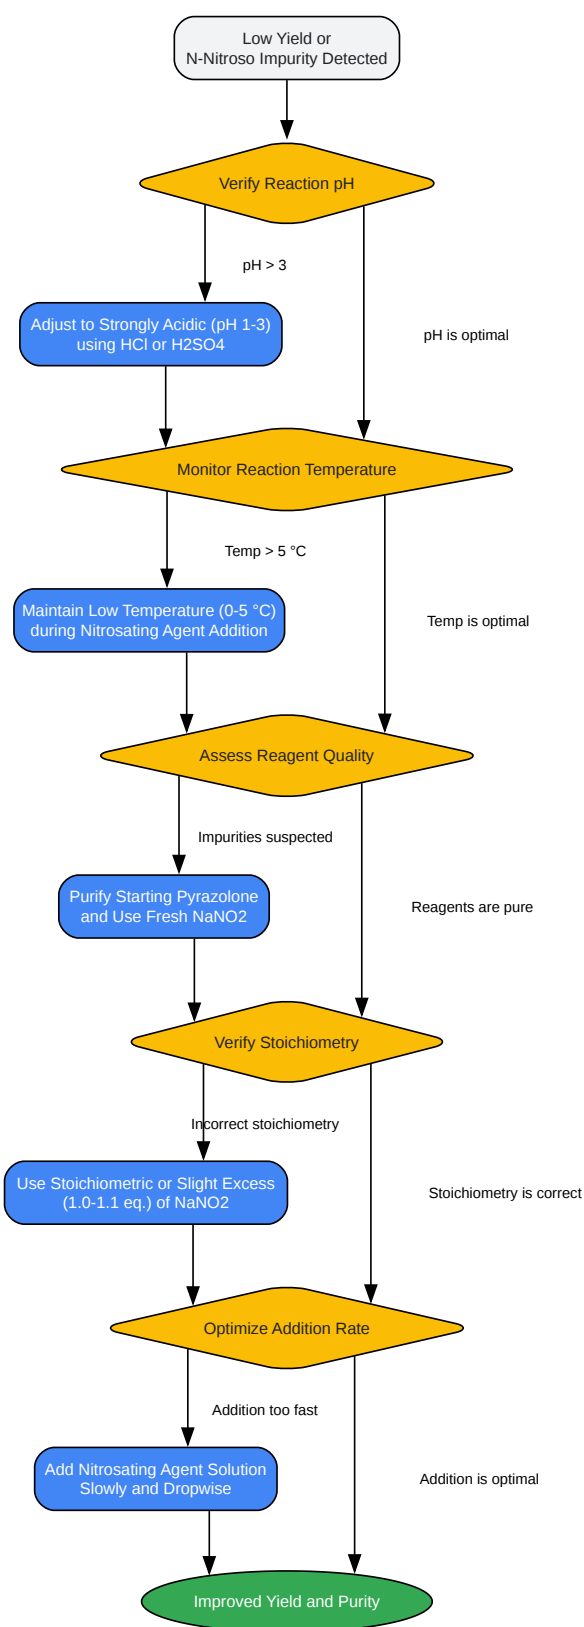 Low Yield or
N-Nitroso Impurity Detected
Verify Reaction pH
pH > 3
Adjust to Strongly Acidic (pH 1-3)
using HCl or H2SO4
pH is optimal
Monitor Reaction Temperature
Temp > 5 °C
Maintain Low Temperature (0-5 °C)
during Nitrosating Agent Addition
Temp is optimal
Assess Reagent Quality
Impurities suspected
Purify Starting Pyrazolone
and Use Fresh NaNO2
Reagents are pure
Verify Stoichiometry
Incorrect stoichiometry
Use Stoichiometric or Slight Excess
(1.0-1.1 eq.) of NaNO2
Stoichiometry is correct
Optimize Addition Rate
Addition too fast
Add Nitrosating Agent Solution
Slowly and Dropwise
Addition is optimal
Improved Yield and Purity